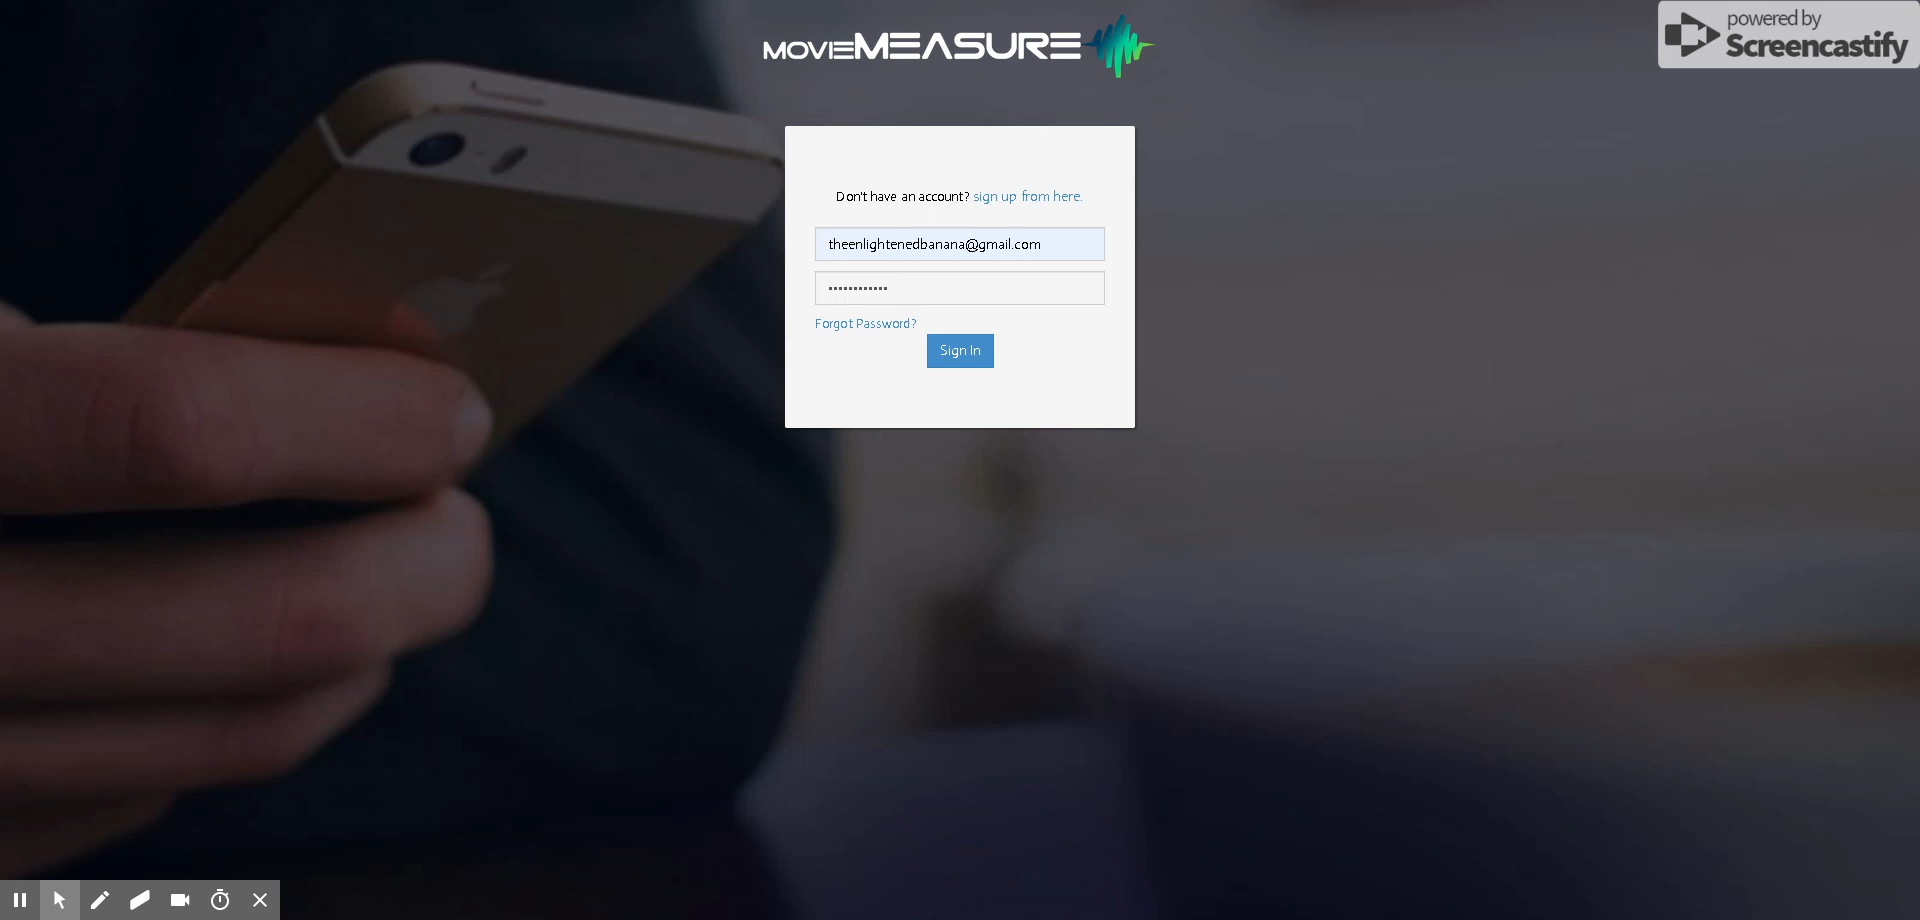 MOVIEMEASURE
powered by
Screencastify
Don't have an account? sign up from here.
theenlightenedbanana@gmail.com
••••••••••••
Forgot Password?
Sign In